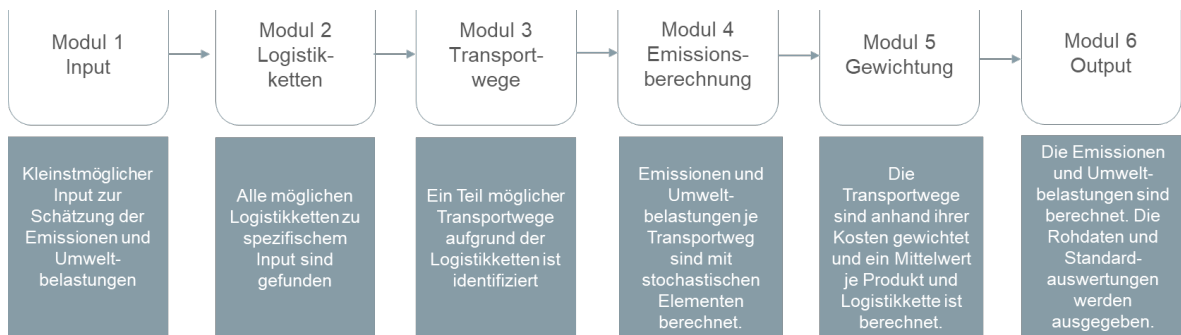 Modul 1
Input
Modul 2
Logistik-
ketten
Modul 3
Transport-
wege
Modul 4
Emissions-
berechnung
Modul 5
Gewichtung
Modul 6
Output
Kleinstmöglicher
Input zur
Schätzung der
Emissionen und
Umwelt-
belastungen
Alle möglichen
Logistikketten zu
spezifischem
Input sind
gefunden
Ein Teil möglicher
Transportwege
aufgrund der
Logistikketten ist
identifiziert
Emissionen und
Umwelt-
belastungen je
Transportweg
sind mit
stochastischen
Elementen
berechnet.
Die
Transportwege
sind anhand ihrer
Kosten gewichtet
und ein Mittelwert
je Produkt und
Logistikkette ist
berechnet.
Die Emissionen
und Umwelt-
belastungen sind
berechnet. Die
Rohdaten und
Standard-
auswertungen
werden
ausgegeben.